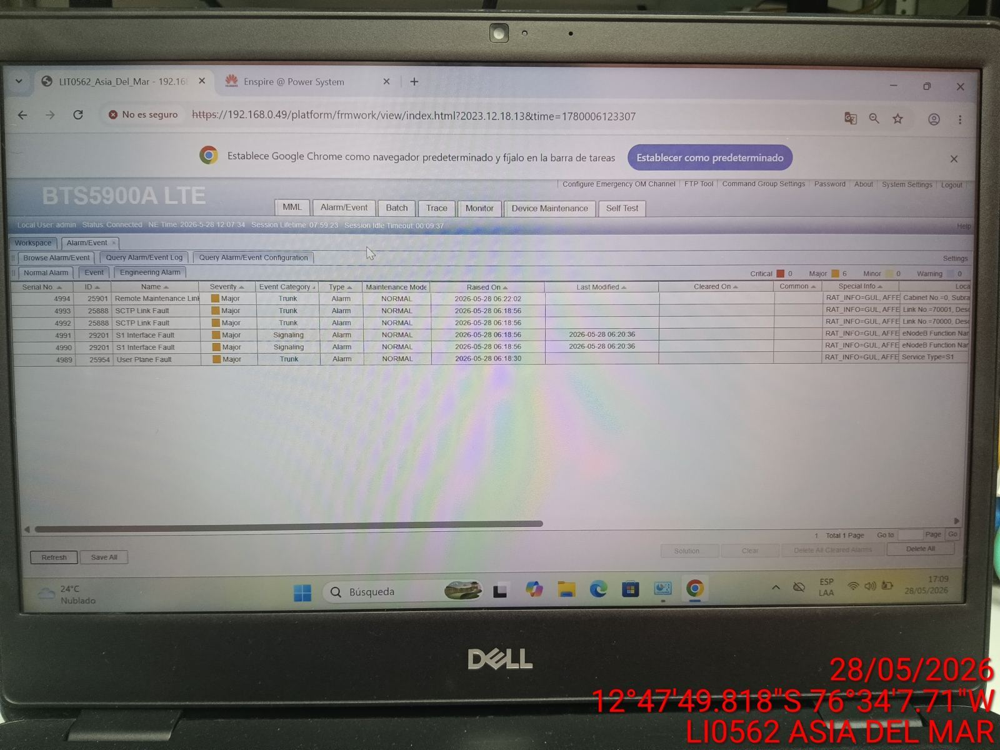 LIT0562_Asia_Del_Mar - 192.16
Enspire @ Power System
No es seguro https://192.168.0.49/platform/frmwork/view/index.html?2023.12.18.13&time=1780006123307
Establece Google Chrome como navegador predeterminado y fíjalo en la barra de tareas Establecer como predeterminado
Configure Emergency OM Channel FTP Tool Command Group Settings Password About System Settings Logout
BTS5900A LTE
MML Alarm/Event Batch Trace Monitor Device Maintenance Self Test
Local User: admin Status: Connected NE Time: 2026-5-28 12:07:34 Session Lifetime: 07:59:23 Session Idle Timeout: 00:09:37 Help
Workspace Alarm/Event
Browse Alarm/Event Query Alarm/Event Log Query Alarm/Event Configuration Settings
Normal Alarm Event Engineering Alarm Critical 0 Major 6 Minor 0 Warning 0
Serial No. ID Name Severity Event Category Type Maintenance Mode Raised On Last Modified Cleared On Common Special Info Loca
4994 25901 Remote Maintenance Link Major Trunk Alarm NORMAL 2026-05-28 06:22:02 RAT_INFO=GUL, AFFE Cabinet No.=0, Subra
4993 25888 SCTP Link Fault Major Trunk Alarm NORMAL 2026-05-28 06:18:56 RAT_INFO=GUL, AFFE Link No.=70001, Desc
4992 25888 SCTP Link Fault Major Trunk Alarm NORMAL 2026-05-28 06:18:56 RAT_INFO=GUL, AFFE Link No.=70000, Desc
4991 29201 S1 Interface Fault Major Signaling Alarm NORMAL 2026-05-28 06:18:56 2026-05-28 06:20:36 RAT_INFO=GUL, AFFE eNodeB Function Nar
4990 29201 S1 Interface Fault Major Signaling Alarm NORMAL 2026-05-28 06:18:56 2026-05-28 06:20:36 RAT_INFO=GUL, AFFE eNodeB Function Nar
4989 25954 User Plane Fault Major Trunk Alarm NORMAL 2026-05-28 06:18:30 RAT_INFO=GUL, AFFE Service Type=S1
1 Total 1 Page Go to Page Go
Refresh Save All Solution Clear Delete All Cleared Alarms Delete All
24°C
Nublado
Búsqueda
ESP
LAA
17:09
28/05/2026
DELL
28/05/2026
12°47'49.818"S 76°34'7.71"W
LI0562 ASIA DEL MAR